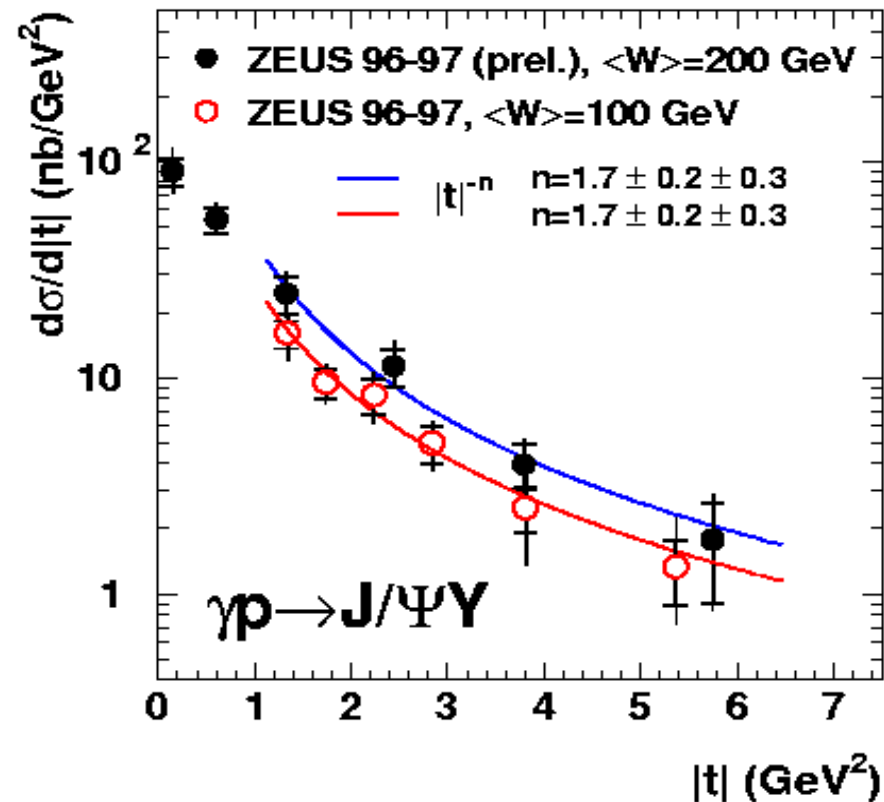 ● ZEUS 96-97 (prel.), <W>=200 GeV
○ ZEUS 96-97, <W>=100 GeV
|t|⁻ⁿ n=1.7 ± 0.2 ± 0.3
n=1.7 ± 0.2 ± 0.3
dσ/d|t| (nb/GeV²)
10²
10
1
γp→J/ΨY
0 1 2 3 4 5 6 7
|t| (GeV²)